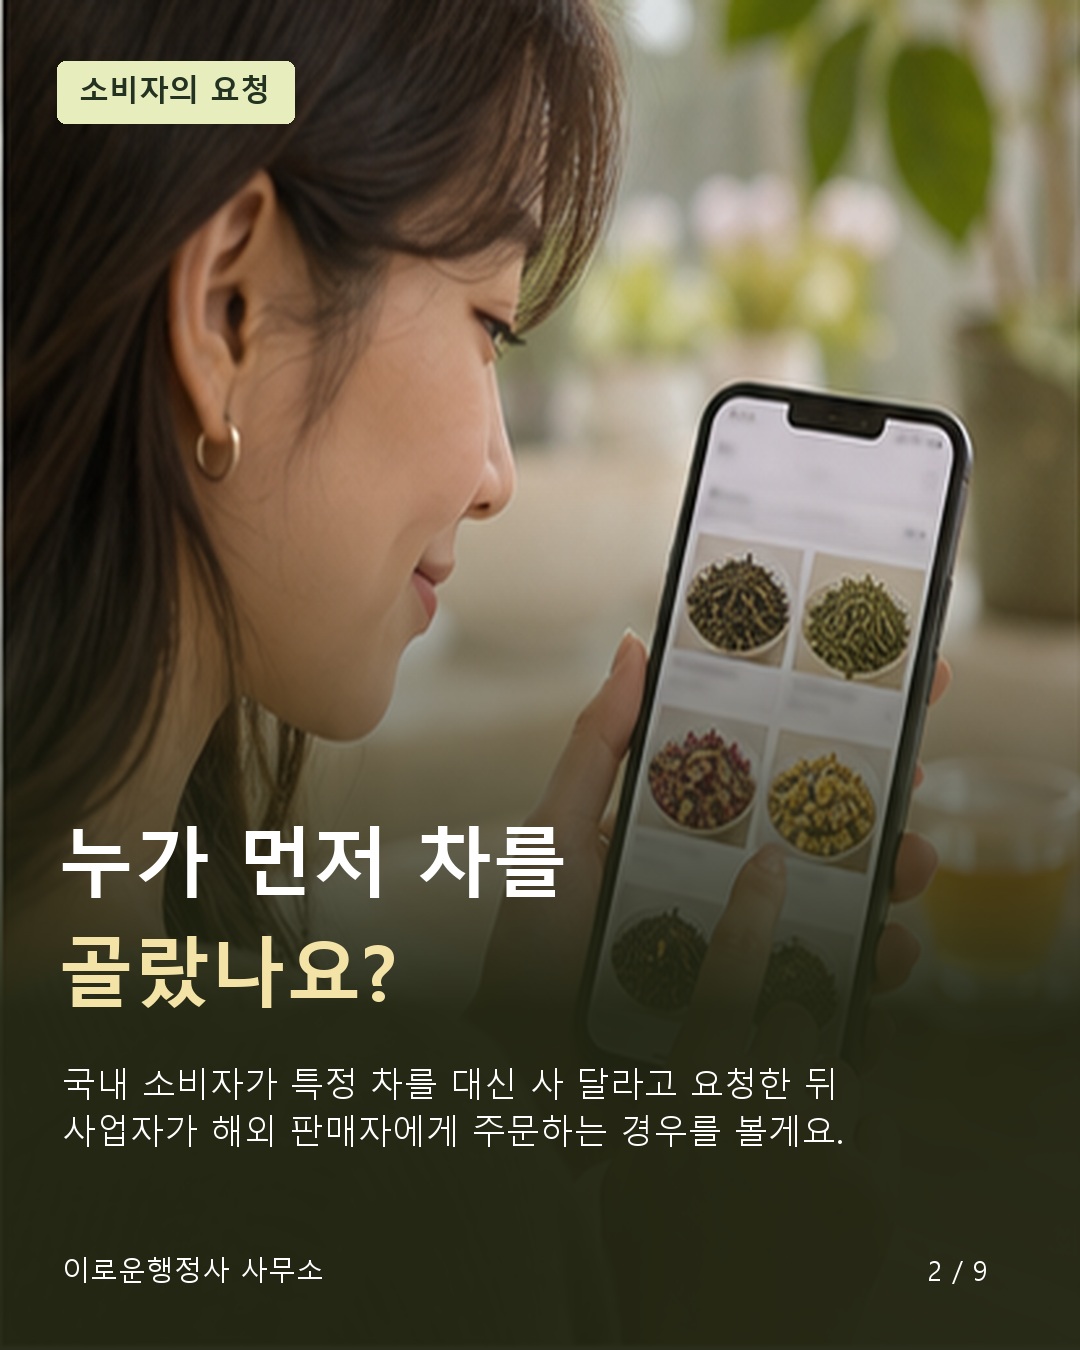 소비자의 요청
누가 먼저 차를
골랐나요?
국내 소비자가 특정 차를 대신 사 달라고 요청한 뒤
사업자가 해외 판매자에게 주문하는 경우를 볼게요.
이로운행정사 사무소
2 / 9